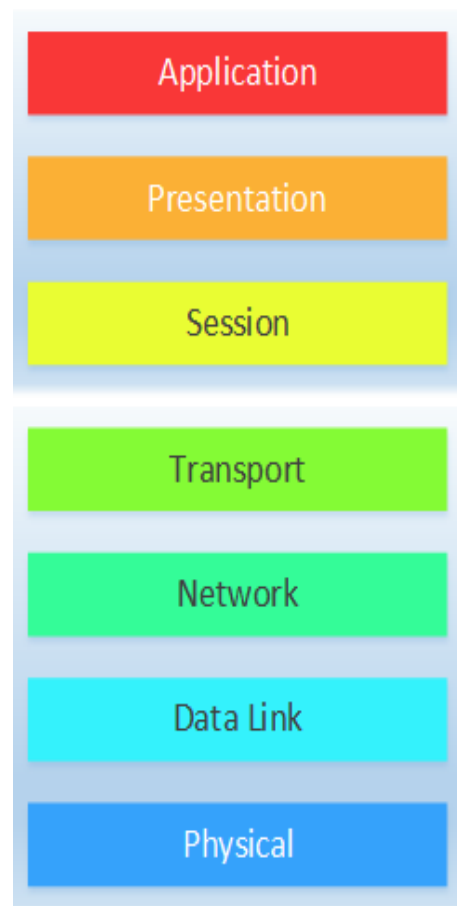 Application
Presentation
Session
Transport
Network
Data Link
Physical